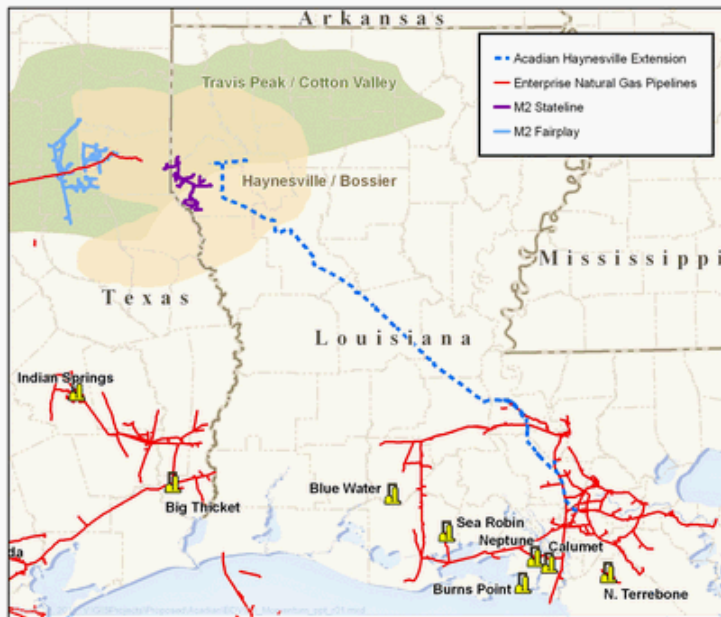 Arkansas
Acadian Haynesville Extension
Enterprise Natural Gas Pipelines
M2 Stateline
M2 Fairplay
Travis Peak / Cotton Valley
Haynesville / Bossier
Mississippi
Texas
Louisiana
Indian Springs
Big Thicket
Blue Water
Sea Robin
Neptune
Calumet
Burns Point
N. Terrebone
da